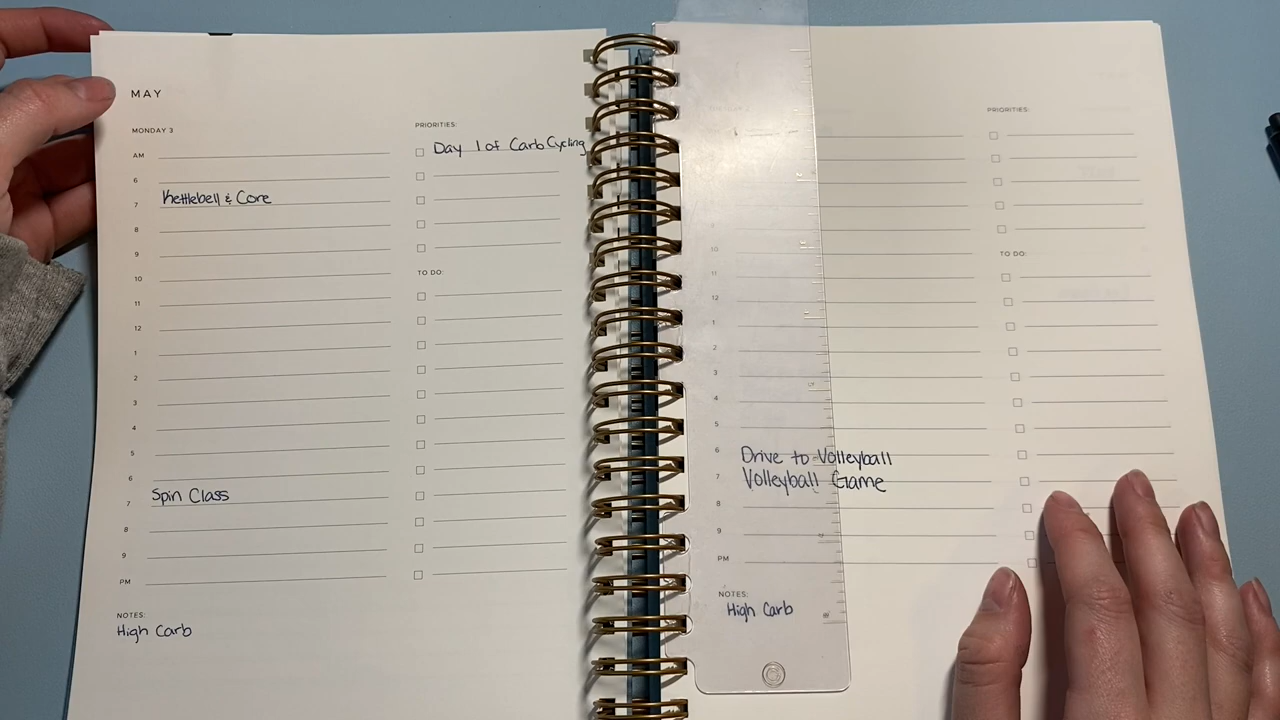 MAY
MONDAY 3
AM
6
7 Kettlebell & Core
8
9
10
11
12
1
2
3
4
5
6
7 Spin Class
8
9
PM
NOTES:
High Carb
PRIORITIES:
Day 1 of Carb Cycling
TO DO:
10
11
12
1
2
3
4
5
6 Drive to Volleyball
7 Volleyball Game
8
9
PM
NOTES:
High Carb
PRIORITIES:
TO DO: